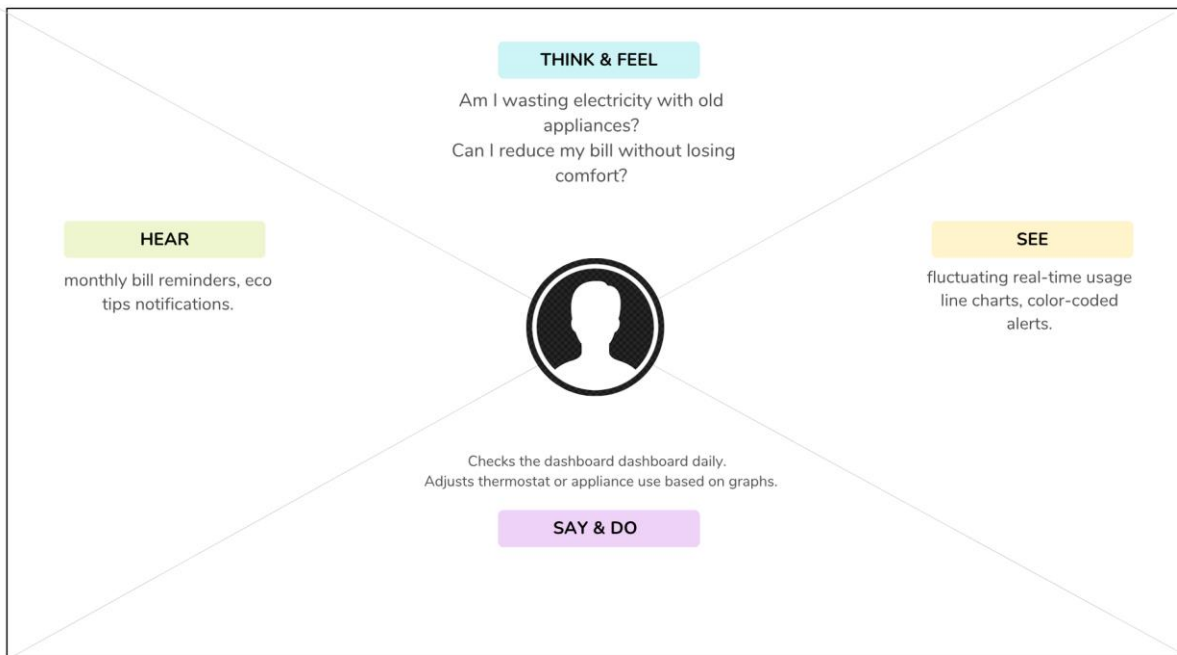 THINK & FEEL
Am I wasting electricity with old
appliances?
Can I reduce my bill without losing
comfort?
HEAR
monthly bill reminders, eco
tips notifications.
SEE
fluctuating real-time usage
line charts, color-coded
alerts.
Checks the dashboard dashboard daily.
Adjusts thermostat or appliance use based on graphs.
SAY & DO